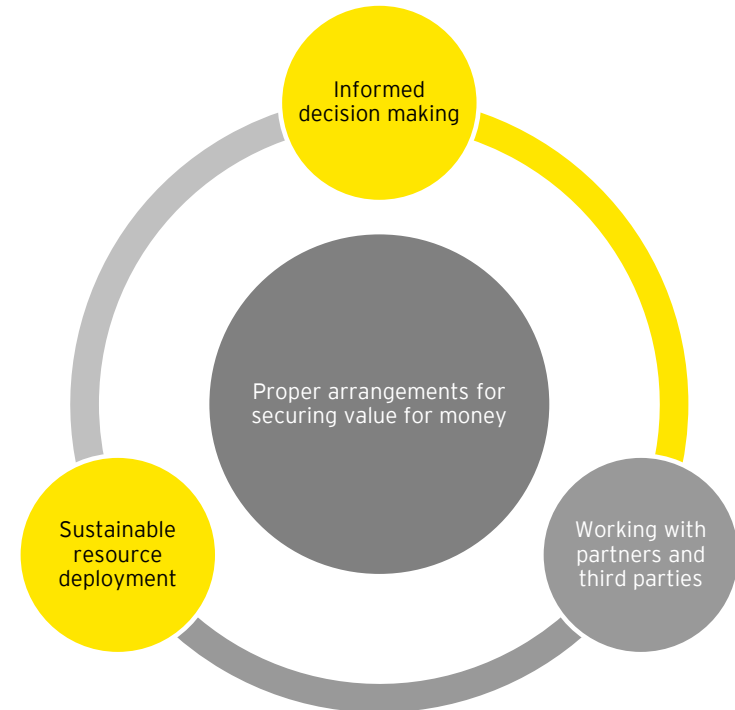 Informed
decision making
Proper arrangements for
securing value for money
Sustainable
resource
deployment
Working with
partners and
third parties